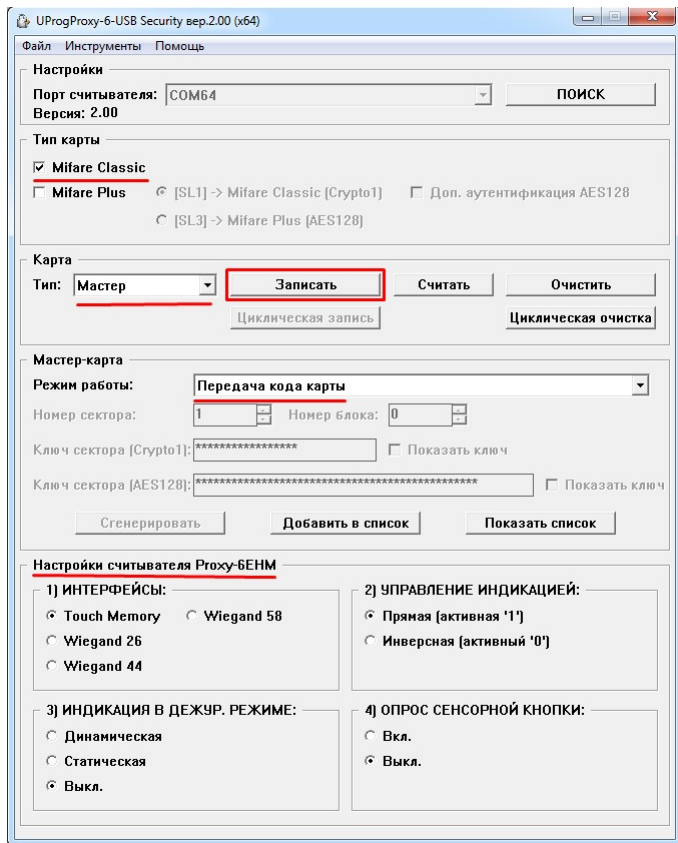 UProgProxy-6-USB Security вер.2.00 (x64)
Файл Инструменты Помощь
Настройки
Порт считывателя: COM64 ПОИСК
Версия: 2.00
Тип карты
Mifare Classic
Mifare Plus [SL1] -> Mifare Classic (Crypto1) Доп. аутентификация AES128
[SL3] -> Mifare Plus (AES128)
Карта
Тип: Мастер Записать Считать Очистить
Циклическая запись Циклическая очистка
Мастер-карта
Режим работы: Передача кода карты
Номер сектора: 1 Номер блока: 0
Ключ сектора (Crypto1): ***************** Показать ключ
Ключ сектора (AES128): *********************************************** Показать ключ
Сгенерировать Добавить в список Показать список
Настройки считывателя Proxy-6EHM
1) ИНТЕРФЕЙСЫ: 2) УПРАВЛЕНИЕ ИНДИКАЦИЕЙ:
Touch Memory Wiegand 58 Прямая (активная '1')
Wiegand 26 Инверсная (активный '0')
Wiegand 44
3) ИНДИКАЦИЯ В ДЕЖУР. РЕЖИМЕ: 4) ОПРОС СЕНСОРНОЙ КНОПКИ:
Динамическая Вкл.
Статическая Выкл.
Выкл.